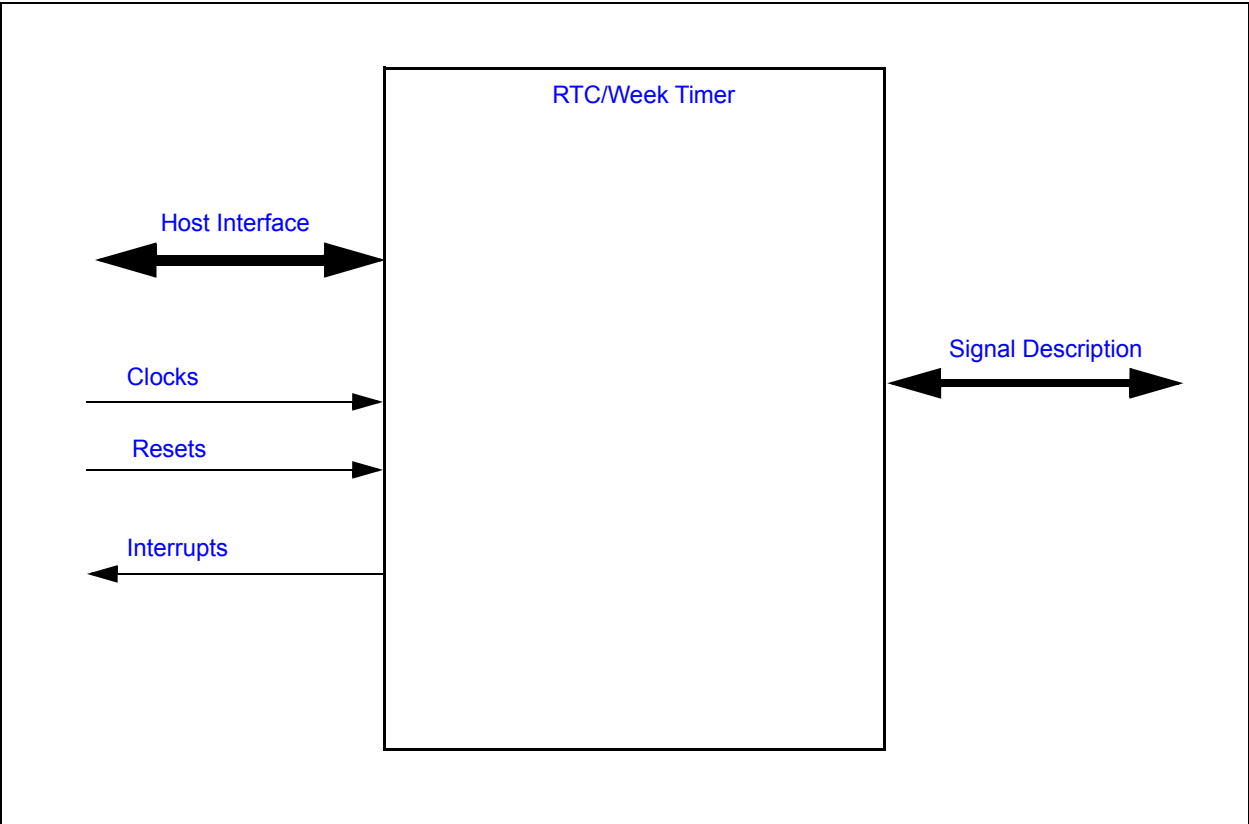 RTC/Week Timer
Host Interface
Signal Description
Clocks
Resets
Interrupts